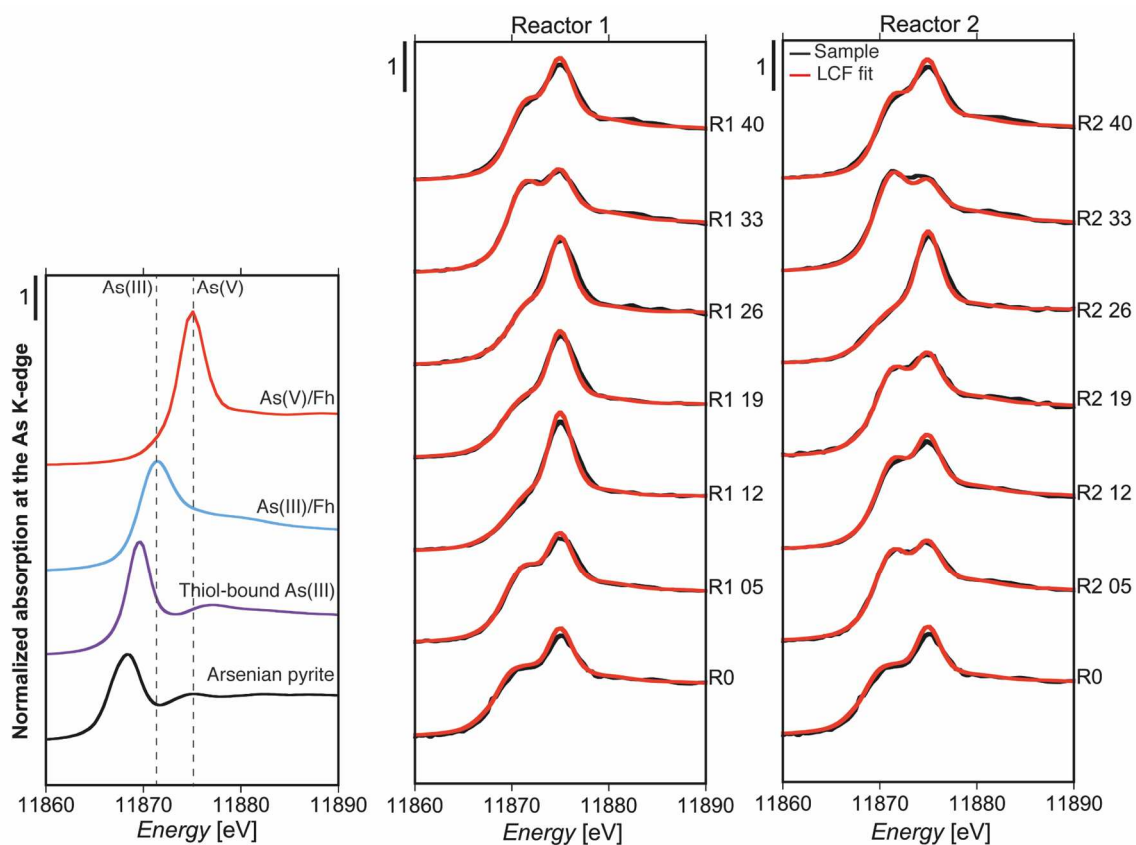 Normalized absorption at the As K-edge
1
As(III)
As(V)
As(V)/Fh
As(III)/Fh
Thiol-bound As(III)
Arsenian pyrite
11860 11870 11880 11890
Energy [eV]
Reactor 1
1
R1 40
R1 33
R1 26
R1 19
R1 12
R1 05
R0
11860 11870 11880 11890
Energy [eV]
Reactor 2
1
Sample
LCF fit
R2 40
R2 33
R2 26
R2 19
R2 12
R2 05
R0
11860 11870 11880 11890
Energy [eV]